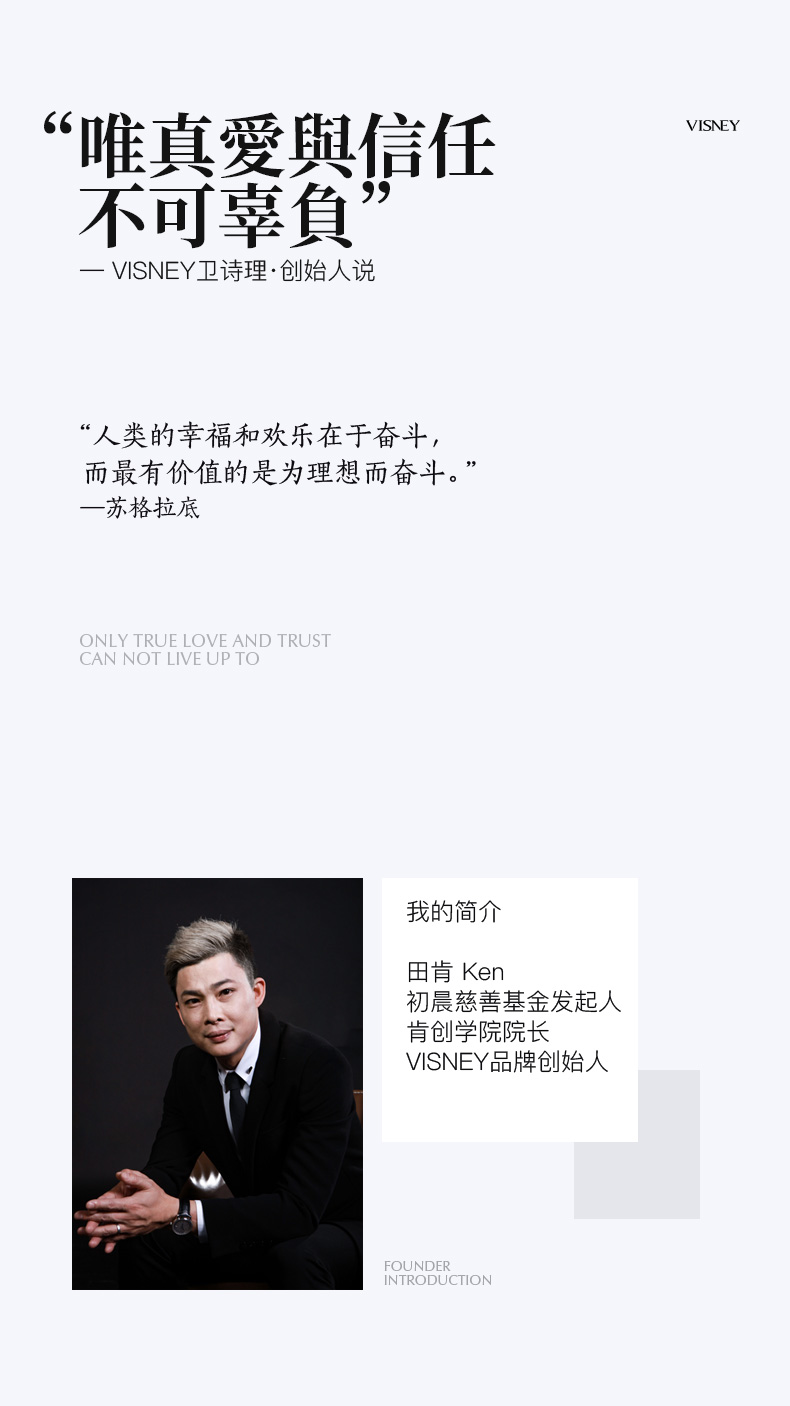 “唯真愛與信任
不可辜負”
VISNEY
— VISNEY卫诗理·创始人说
“人类的幸福和欢乐在于奋斗，
而最有价值的是为理想而奋斗。”
—苏格拉底
ONLY TRUE LOVE AND TRUST
CAN NOT LIVE UP TO
我的简介
田肯 Ken
初晨慈善基金发起人
肯创学院院长
VISNEY品牌创始人
FOUNDER
INTRODUCTION